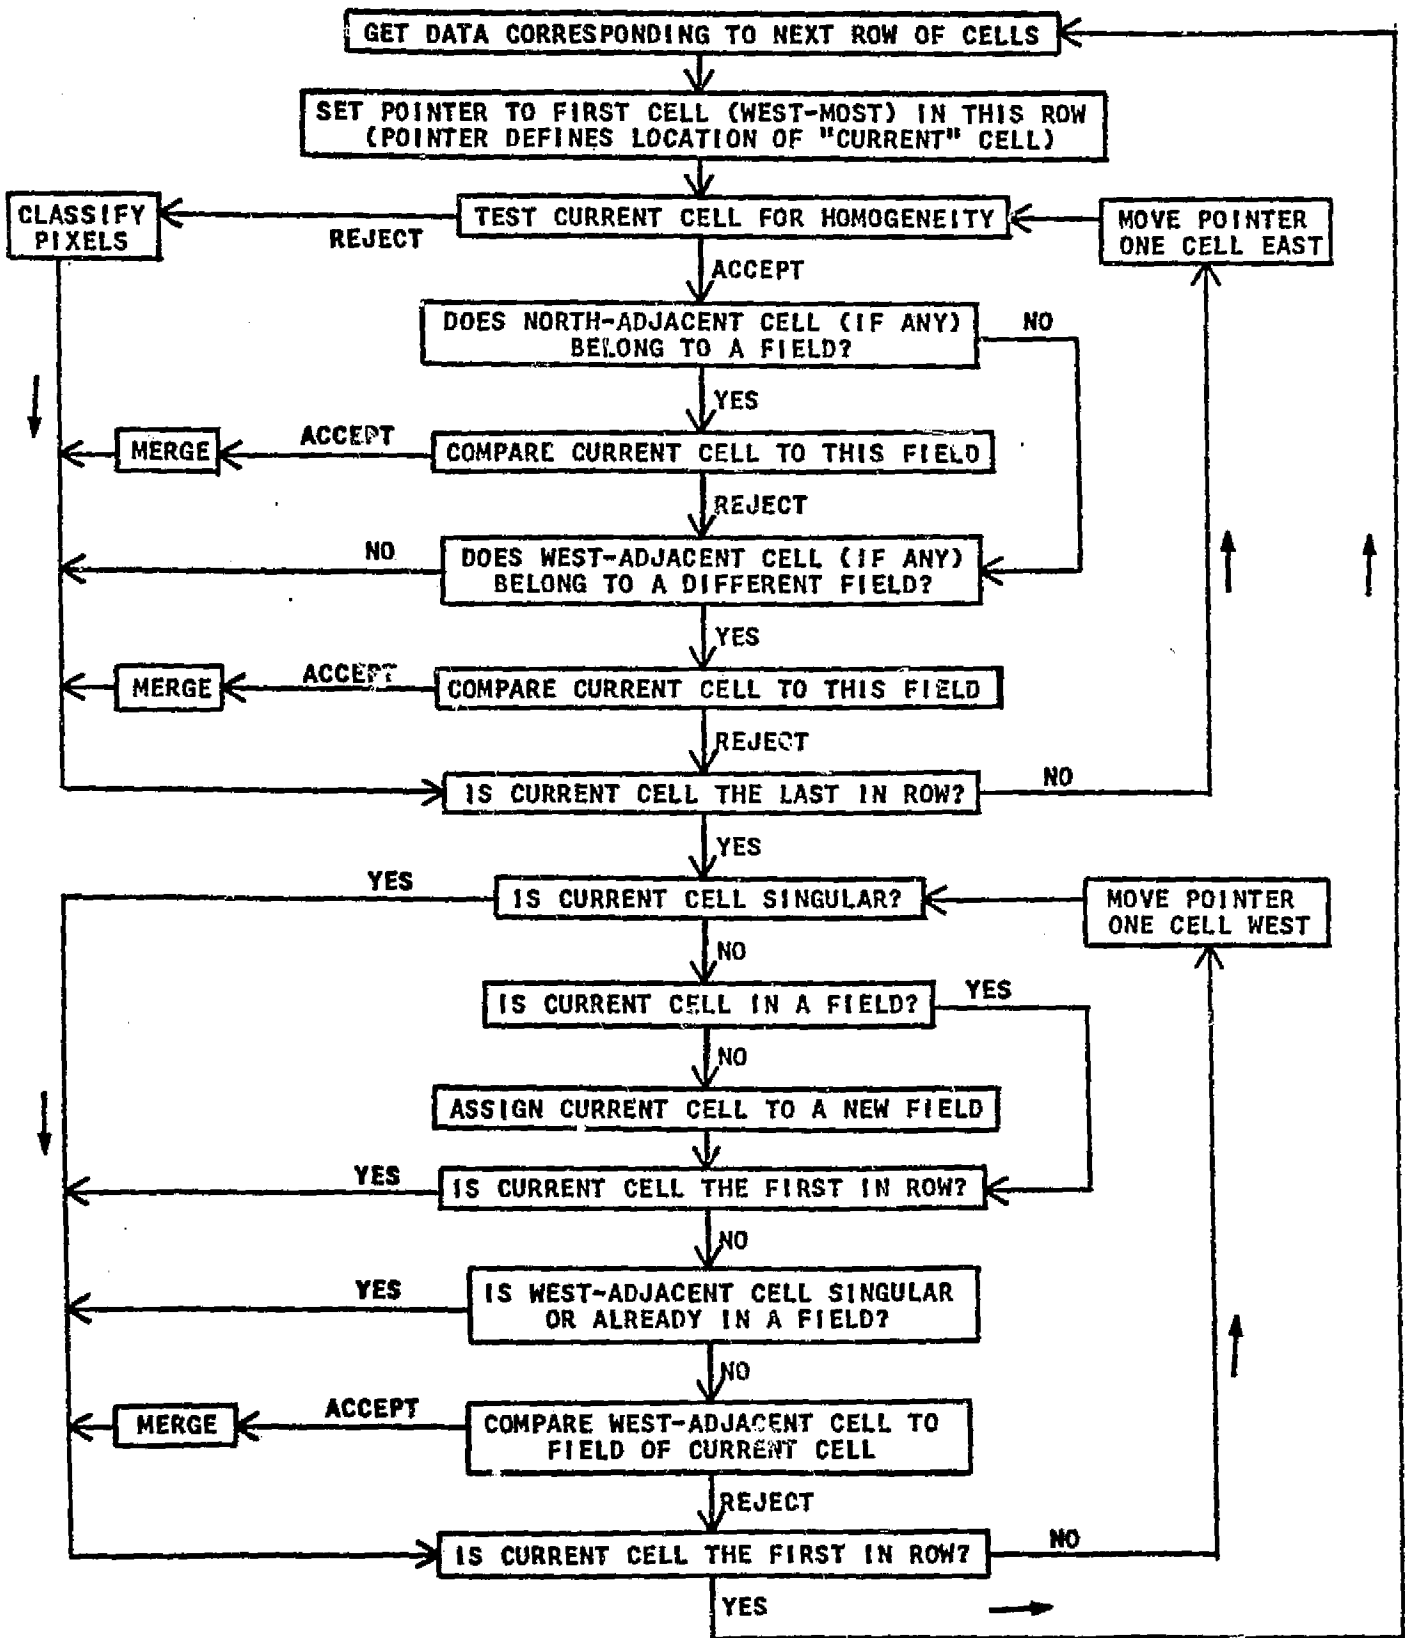 GET DATA CORRESPONDING TO NEXT ROW OF CELLS
SET POINTER TO FIRST CELL (WEST-MOST) IN THIS ROW
(POINTER DEFINES LOCATION OF "CURRENT" CELL)
CLASSIFY
PIXELS
REJECT
TEST CURRENT CELL FOR HOMOGENEITY
MOVE POINTER
ONE CELL EAST
ACCEPT
DOES NORTH-ADJACENT CELL (IF ANY)
BELONG TO A FIELD?
NO
YES
MERGE
ACCEPT
COMPARE CURRENT CELL TO THIS FIELD
REJECT
NO
DOES WEST-ADJACENT CELL (IF ANY)
BELONG TO A DIFFERENT FIELD?
YES
MERGE
ACCEPT
COMPARE CURRENT CELL TO THIS FIELD
REJECT
IS CURRENT CELL THE LAST IN ROW?
NO
YES
YES
IS CURRENT CELL SINGULAR?
MOVE POINTER
ONE CELL WEST
NO
IS CURRENT CELL IN A FIELD?
YES
NO
ASSIGN CURRENT CELL TO A NEW FIELD
YES
IS CURRENT CELL THE FIRST IN ROW?
NO
YES
IS WEST-ADJACENT CELL SINGULAR
OR ALREADY IN A FIELD?
NO
MERGE
ACCEPT
COMPARE WEST-ADJACENT CELL TO
FIELD OF CURRENT CELL
REJECT
IS CURRENT CELL THE FIRST IN ROW?
NO
YES